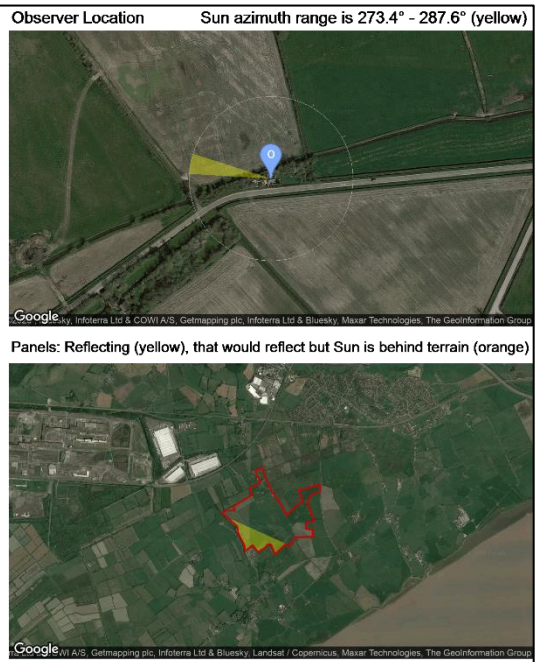 Observer Location Sun azimuth range is 273.4° - 287.6° (yellow)
O
Google
Infoterra Ltd & COWI A/S, Getmapping plc, Infoterra Ltd & Bluesky, Maxar Technologies, The GeoInformation Group
Panels: Reflecting (yellow), that would reflect but Sun is behind terrain (orange)
Google
A/S, Getmapping plc, Infoterra Ltd & Bluesky, Landsat / Copernicus, Maxar Technologies, The GeoInformation Group